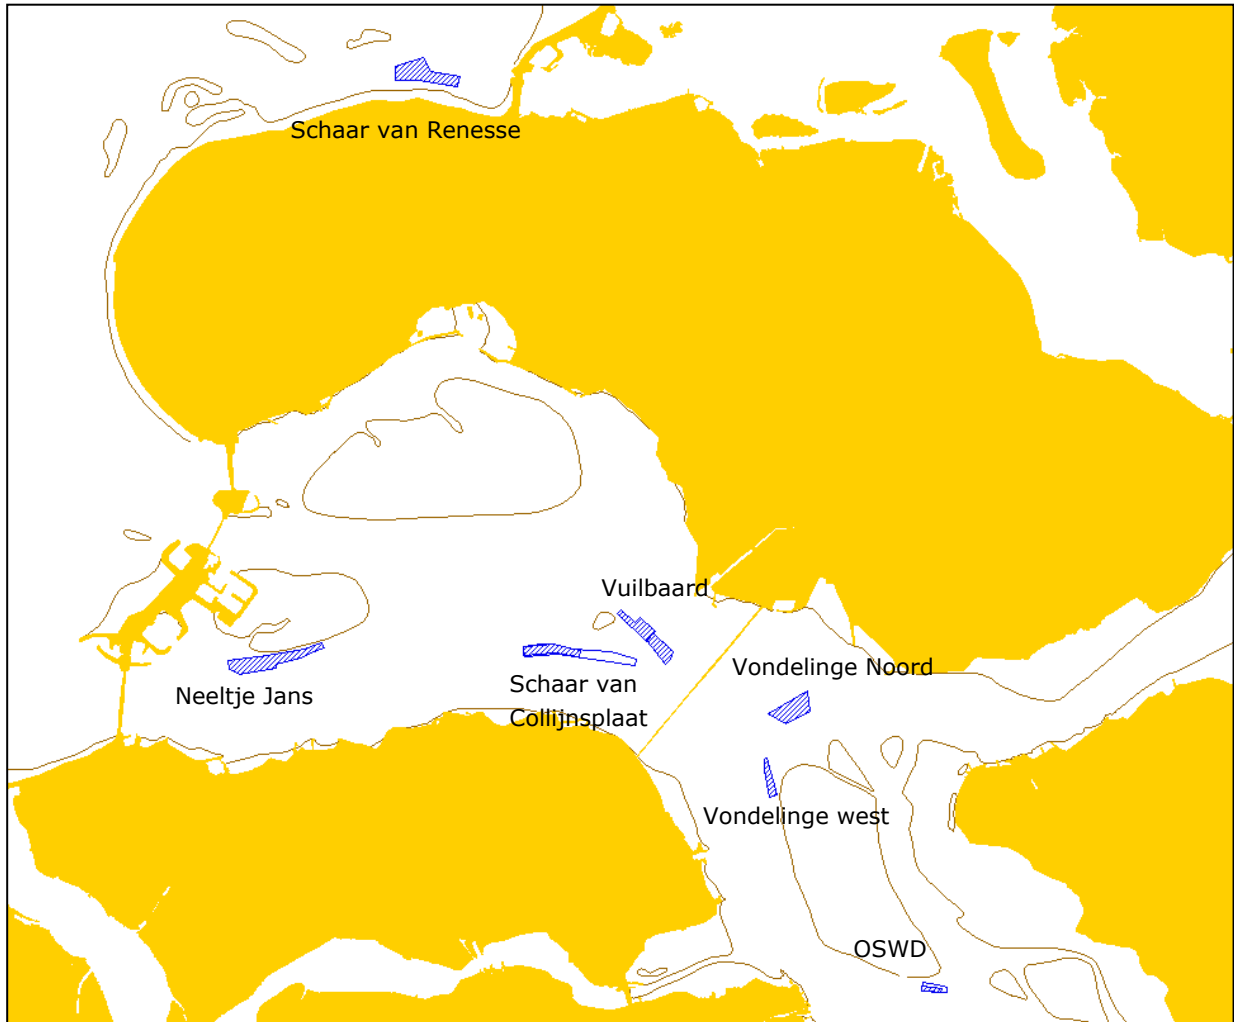 Schaar van Renesse
Vuilbaard
Vondelinge Noord
Neeltje Jans
Schaar van
Collijnsplaat
Vondelinge west
OSWD